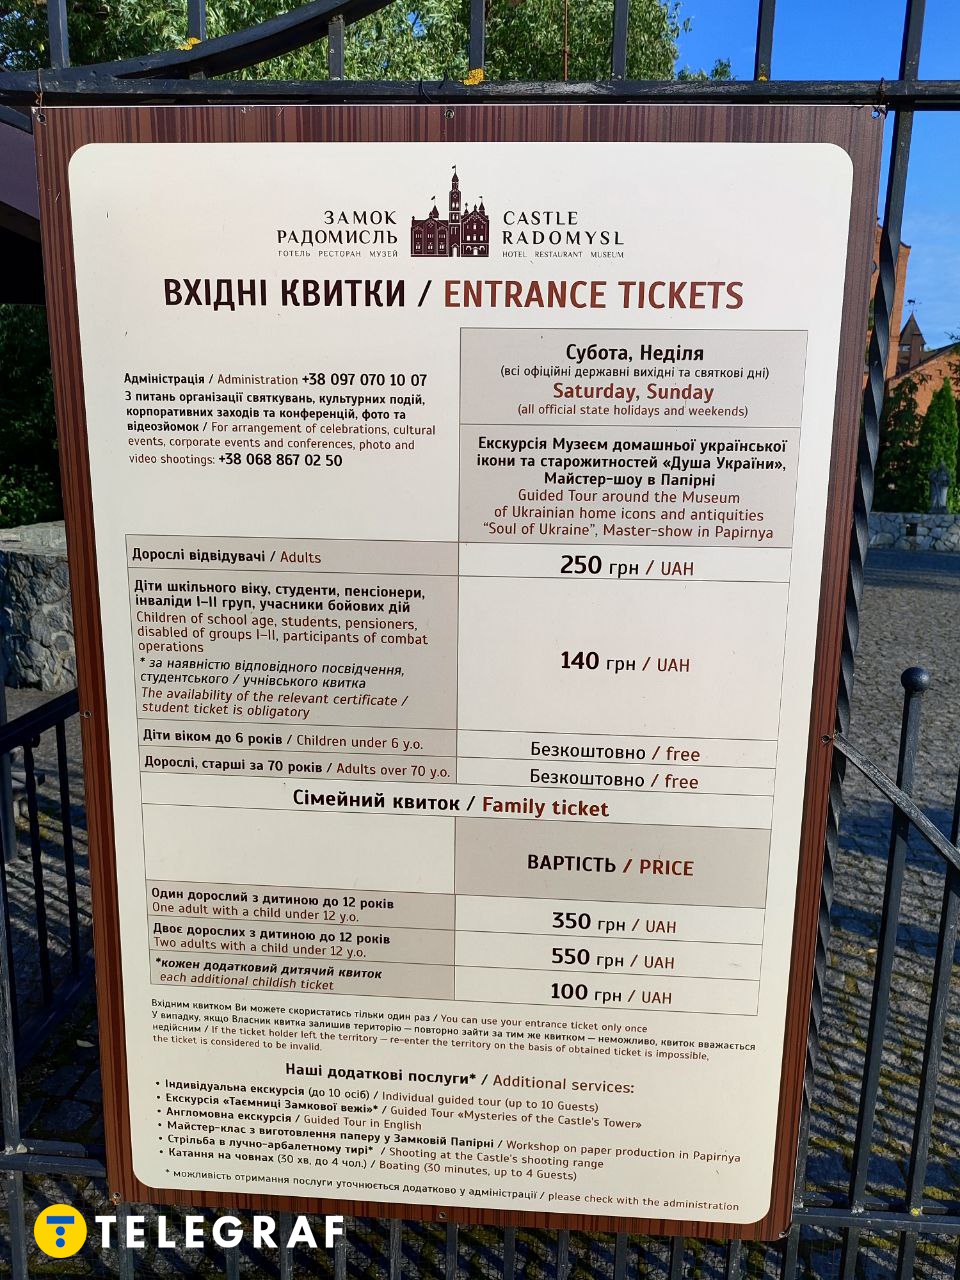 ЗАМОК
РАДОМИСЛЬ
ГОТЕЛЬ РЕСТОРАН МУЗЕЙ
CASTLE
RADOMYSL
HOTEL RESTAURANT MUSEUM
ВХІДНІ КВИТКИ / ENTRANCE TICKETS
Адміністрація / Administration +38 097 070 10 07
З питань організації святкувань, культурних подій,
корпоративних заходів та конференцій, фото та
відеозйомок / For arrangement of celebrations, cultural
events, corporate events and conferences, photo and
video shootings: +38 068 867 02 50
Субота, Неділя
(всі офіційні державні вихідні та святкові дні)
Saturday, Sunday
(all official state holidays and weekends)
Екскурсія Музеєм домашньої української
ікони та старожитностей «Душа України»,
Майстер-шоу в Папірні
Guided Tour around the Museum
of Ukrainian home icons and antiquities
“Soul of Ukraine”, Master-show in Papirnya
Дорослі відвідувачі / Adults
250 грн / UAH
Діти шкільного віку, студенти, пенсіонери,
інваліди І–ІІ груп, учасники бойових дій
Children of school age, students, pensioners,
disabled of groups I–II, participants of combat
operations
* за наявністю відповідного посвідчення,
студентського / учнівського квитка
The availability of the relevant certificate /
student ticket is obligatory
140 грн / UAH
Діти віком до 6 років / Children under 6 y.o.
Безкоштовно / free
Дорослі, старші за 70 років / Adults over 70 y.o.
Безкоштовно / free
Сімейний квиток / Family ticket
ВАРТІСТЬ / PRICE
Один дорослий з дитиною до 12 років
One adult with a child under 12 y.o.
350 грн / UAH
Двоє дорослих з дитиною до 12 років
Two adults with a child under 12 y.o.
550 грн / UAH
*кожен додатковий дитячий квиток
each additional childish ticket
100 грн / UAH
Вхідним квитком Ви можете скористатись тільки один раз / You can use your entrance ticket only once
У випадку, якщо Власник квитка залишив територію — повторно зайти за тим же квитком — неможливо, квиток вважається
недійсним / If the ticket holder left the territory — re-enter the territory on the basis of obtained ticket is impossible,
the ticket is considered to be invalid.
Наші додаткові послуги* / Additional services:
• Індивідуальна екскурсія (до 10 осіб) / Individual guided tour (up to 10 Guests)
• Екскурсія «Таємниці Замкової вежі»* / Guided Tour «Mysteries of the Castle's Tower»
• Англомовна екскурсія / Guided Tour in English
• Майстер-клас з виготовлення паперу у Замковій Папірні / Workshop on paper production in Papirnya
• Стрільба в лучно-арбалетному тирі* / Shooting at the Castle's shooting range
• Катання на човнах (30 хв. до 4 чол.) / Boating (30 minutes, up to 4 Guests)
* можливість отримання послуги уточнюється додатково у адміністрації / please check with the administration
TELEGRAF